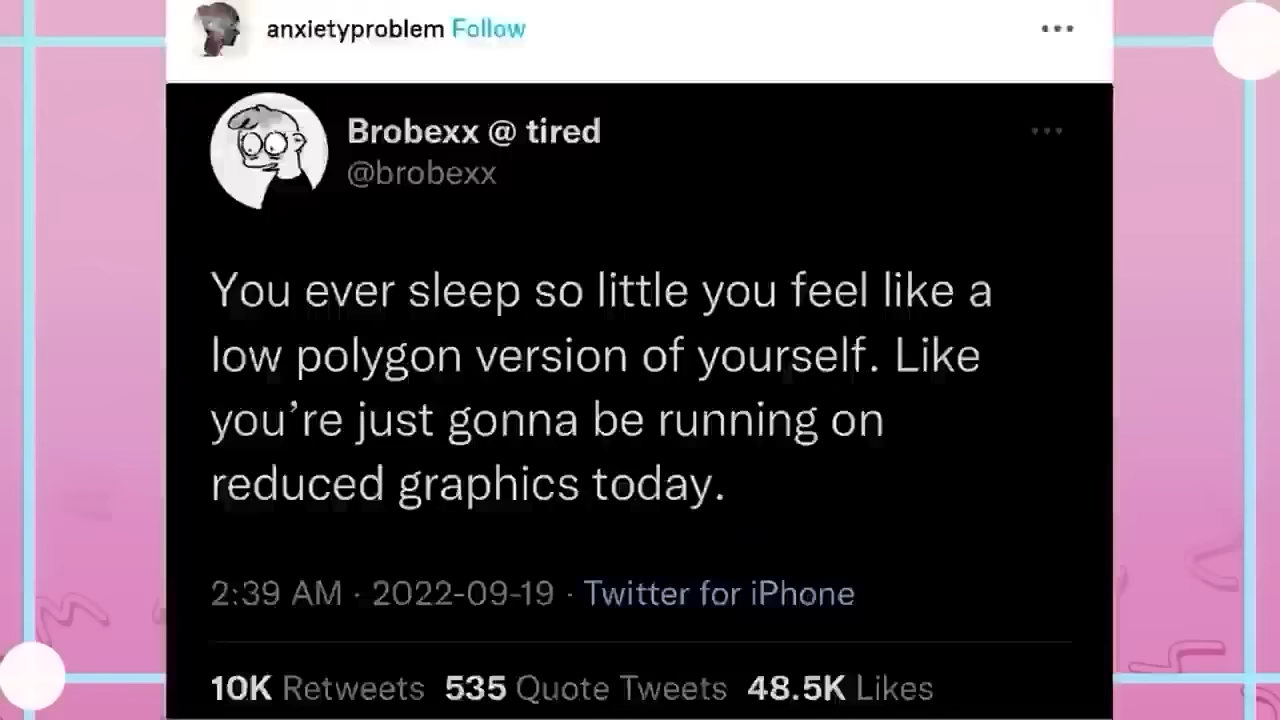 anxietyproblem Follow
Brobexx @ tired
@brobexx
You ever sleep so little you feel like a
low polygon version of yourself. Like
you’re just gonna be running on
reduced graphics today.
2:39 AM · 2022-09-19 · Twitter for iPhone
10K Retweets 535 Quote Tweets 48.5K Likes